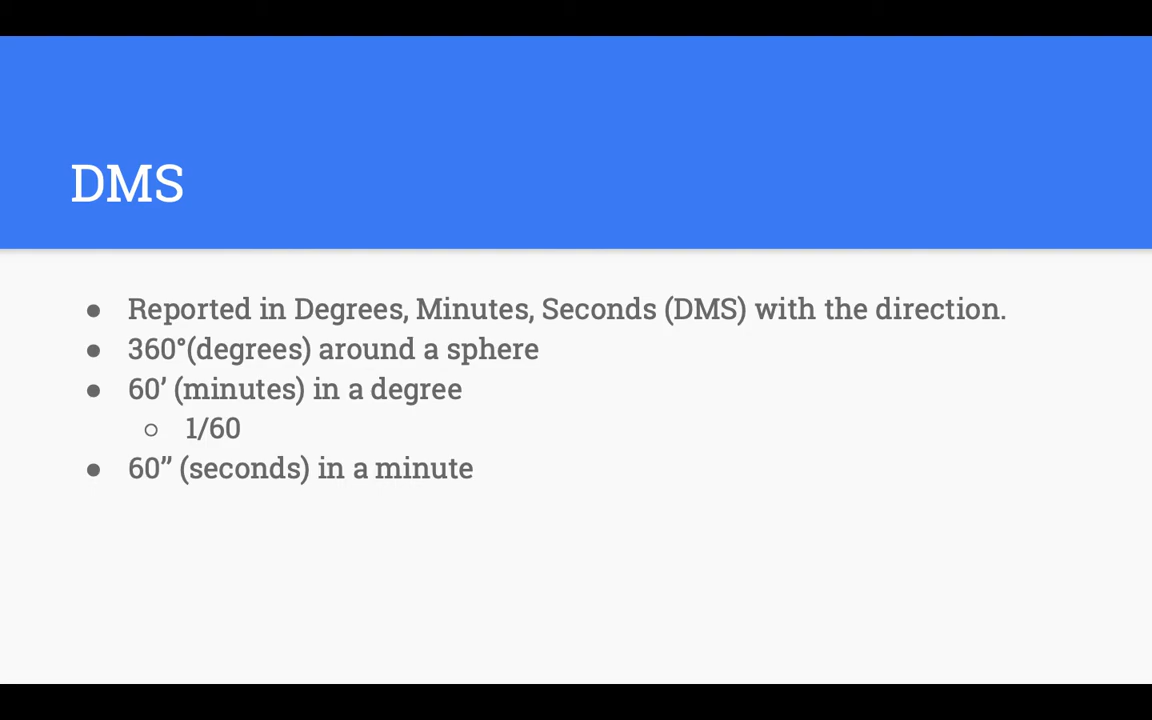 DMS
● Reported in Degrees, Minutes, Seconds (DMS) with the direction.
● 360°(degrees) around a sphere
● 60’ (minutes) in a degree
○ 1/60
● 60” (seconds) in a minute